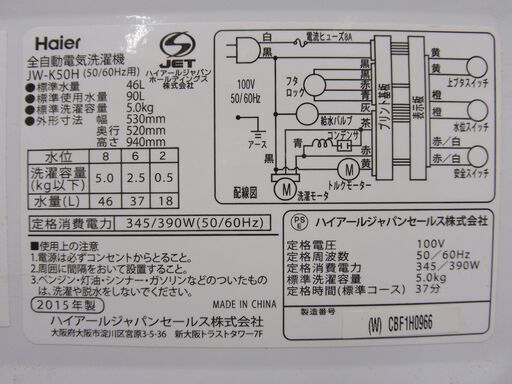 Haier
JET
全自動電気洗濯機
JW-K50H (50/60Hz用)
ハイアールジャパン
ホールディングス
株式会社
●標準水量 46L
●標準使用水量 90L
●洗濯容量 5.0kg
●外形寸法 幅 530mm
奥行 520mm
高さ 940mm
水位 8 6 2
洗濯容量(kg以下) 5.0 2.5 0.5
水量(L) 46 37 18
定格消費電力 345/390W(50/60Hz)
白
電流ヒューズ8A
黒
100V
50/60Hz
フタ
ロック
黒
黒
青
灰
給水バルブ
茶
アース
コンデンサ
青
赤
黒
黄
M
洗濯モータ
M
トルクモータ
配線図
プリント基板
表示板
黄
黄
上ブタスイッチ
橙
橙
水位スイッチ
赤/白
赤/白
安全スイッチ
■使用上の注意
1.電源は必ずコンセントからとること。
2.周囲に間隔をおいて設置すること。
3.ベンジン・灯油・シンナー・ガソリンなどのついたものは、洗濯や脱水をしないでください。
2015年製
MADE IN CHINA
ハイアールジャパンセールス株式会社
大阪府大阪市淀川区宮原3-5-36 新大阪トラストタワー7F
PS
E
ハイアールジャパンセールス株式会社
定格電圧 100V
定格周波数 50/60Hz
定格消費電力 345/390W
標準洗濯容量 5.0kg
定格時間(標準コース) 37分
製造番号
(W) CBF1H0966